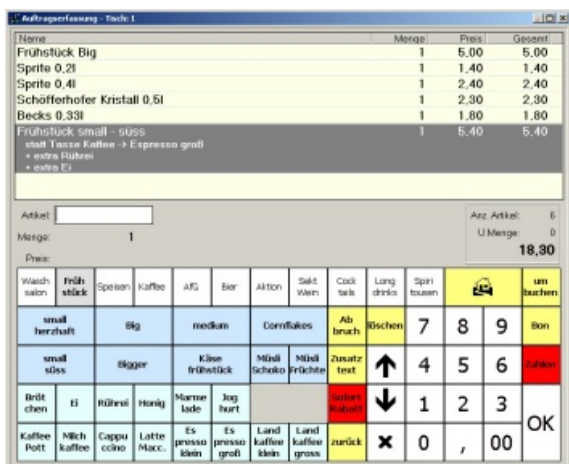 Auftragserfassung - Tisch: 1
Name Menge Preis Gesamt
Frühstück Big 1 5,00 5,00
Sprite 0,2l 1 1,40 1,40
Sprite 0,4l 1 2,40 2,40
Schöfferhofer Kristall 0,5l 1 2,30 2,30
Becks 0,33l 1 1,80 1,80
Frühstück small - süss 1 5,40 5,40
statt Tasse Kaffee -> Espresso groß
+ extra Rührei
+ extra Ei
Artikel: Anz. Artikel: 6
Menge: 1 U.Menge: 0
18,30
Preis:
Wasch Früh Speisen Kaffee AfG Bier Aktion Sekt Cock Long Spiri um
salon stück Wein tails drinks tuosen buchen
small Big medium Cornflakes Ab löschen 7 8 9 Bon
herzhaft bruch
small Bigger Käse Müsli Müsli Zusatz 4 5 6 Zahlen
süss frühstück Schoko Früchte text
Bröt Ei Rührei Honig Marme Jog Sofort 1 2 3
chen lade hurt Rabatt
OK
Kaffee Milch Cappu Latte Es Es Land Land zurück x 0 , 00
Pott kaffee ccino Macc. presso presso kaffee kaffee
klein groß klein gross